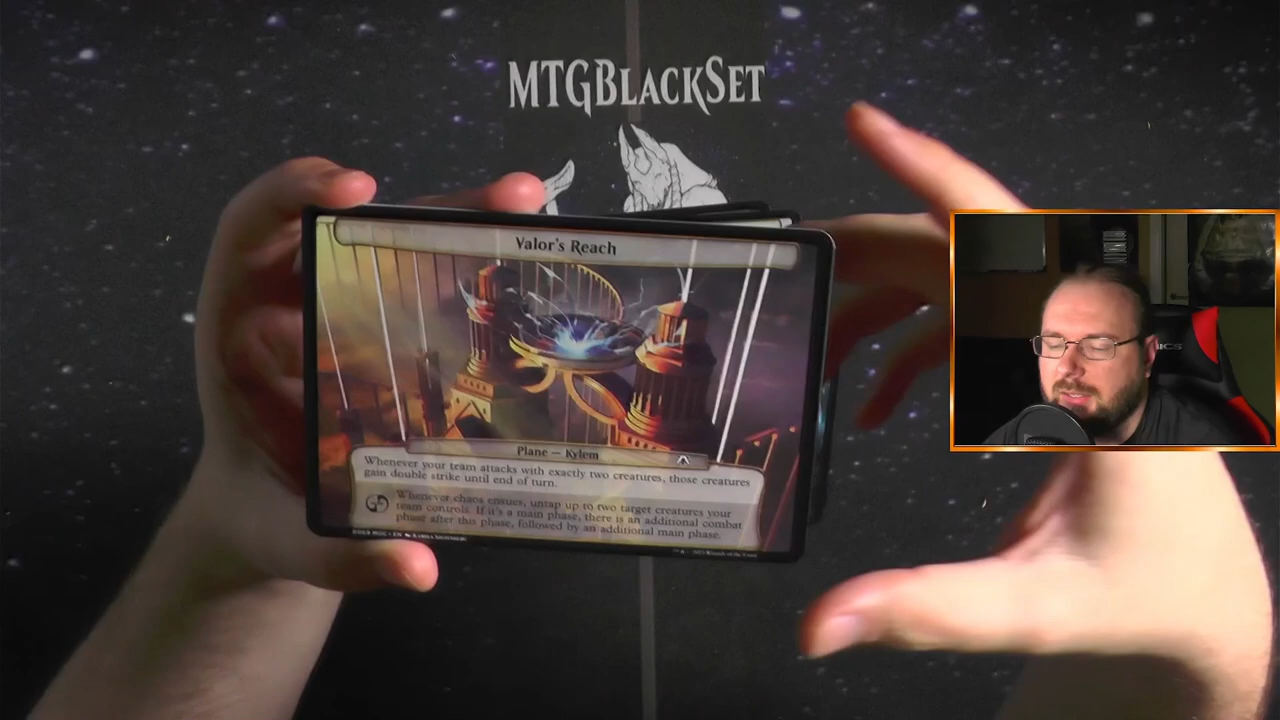 MTGBlackSet
Valor's Reach
Plane — Kylem
Whenever your team attacks with exactly two creatures, those creatures
gain double strike until end of turn.
Whenever chaos ensues, untap up to two target creatures your
team controls. If it's a main phase, there is an additional combat
phase after this phase, followed by an additional main phase.